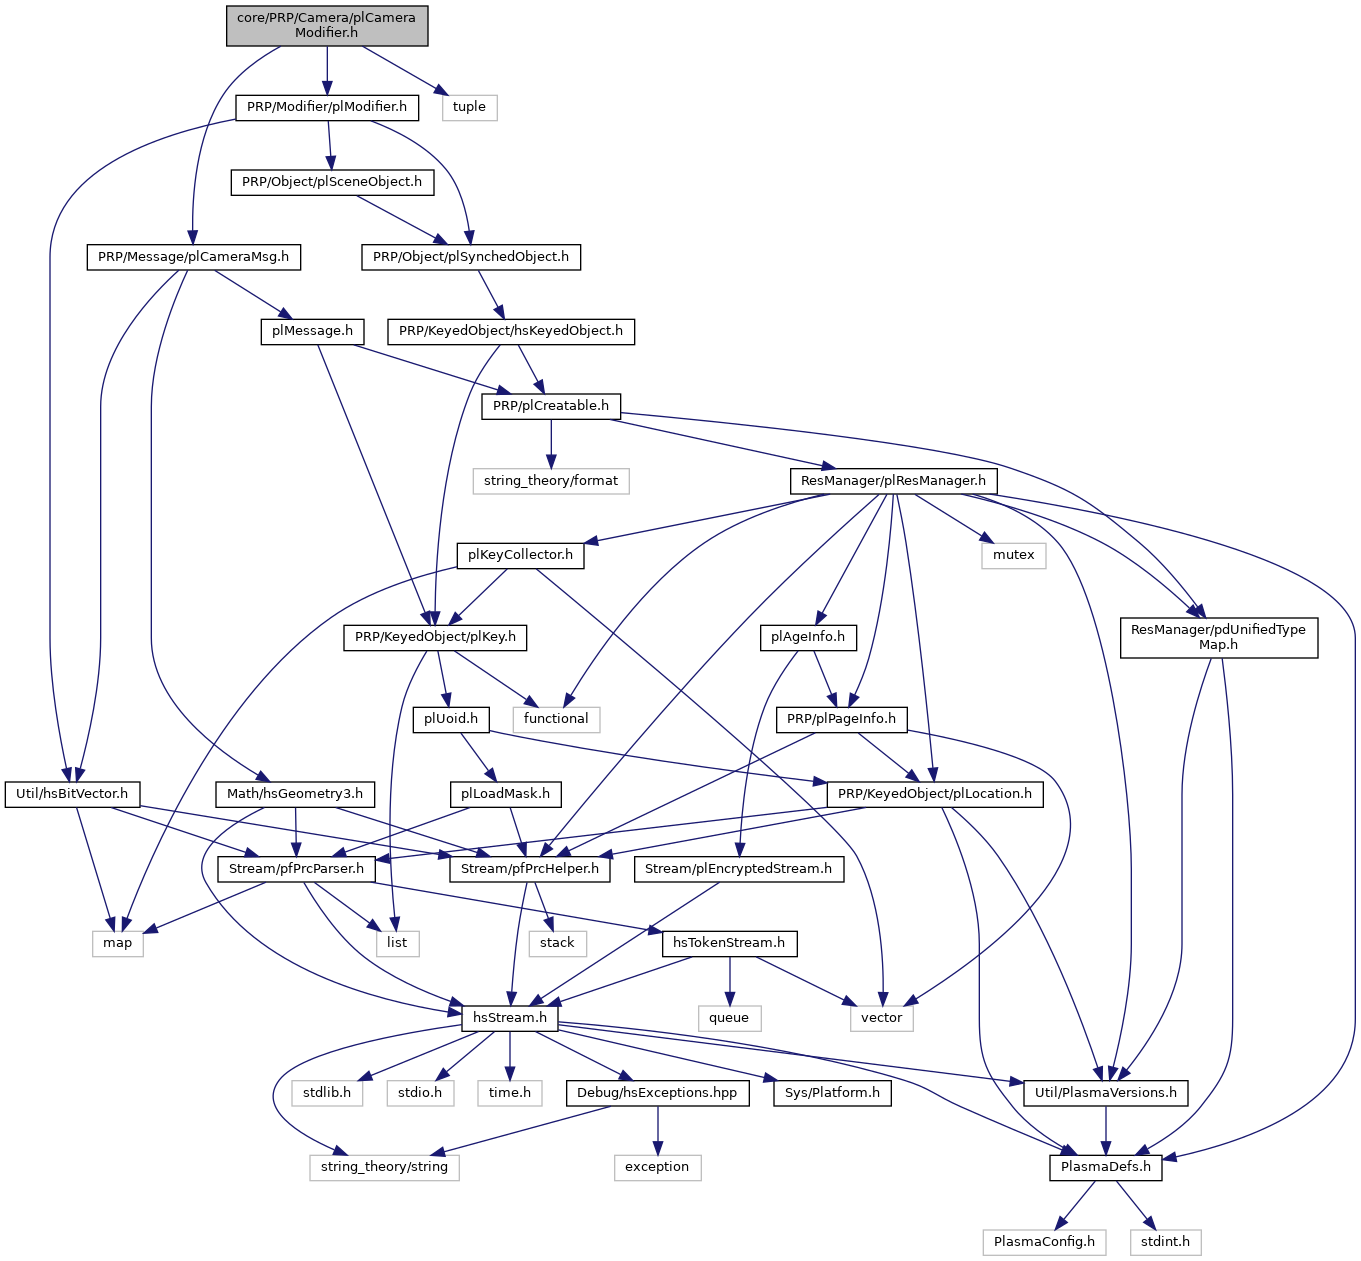 core/PRP/Camera/plCamera
Modifier.h
PRP/Modifier/plModifier.h
tuple
PRP/Object/plSceneObject.h
PRP/Message/plCameraMsg.h
PRP/Object/plSynchedObject.h
plMessage.h
PRP/KeyedObject/hsKeyedObject.h
PRP/plCreatable.h
string_theory/format
ResManager/plResManager.h
plKeyCollector.h
mutex
PRP/KeyedObject/plKey.h
plAgeInfo.h
ResManager/pdUnifiedType
Map.h
plUoid.h
functional
PRP/plPageInfo.h
Util/hsBitVector.h
Math/hsGeometry3.h
plLoadMask.h
PRP/KeyedObject/plLocation.h
Stream/pfPrcParser.h
Stream/pfPrcHelper.h
Stream/plEncryptedStream.h
map
list
stack
hsTokenStream.h
hsStream.h
queue
vector
stdlib.h
stdio.h
time.h
Debug/hsExceptions.hpp
Sys/Platform.h
Util/PlasmaVersions.h
string_theory/string
exception
PlasmaDefs.h
PlasmaConfig.h
stdint.h